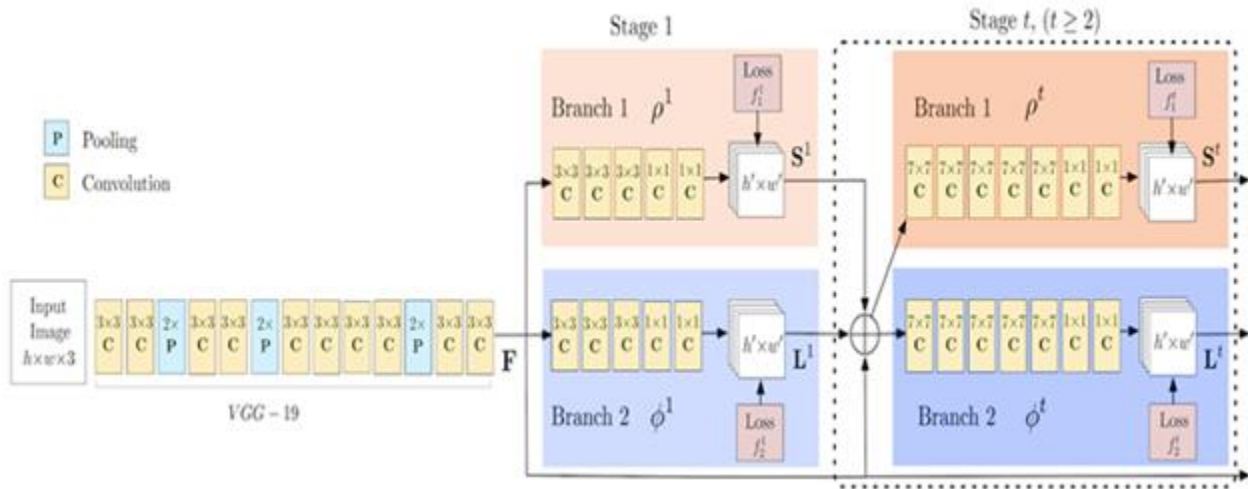 Stage 1
Stage t, (t ≥ 2)
P Pooling
C Convolution
Input
Image
h×w×3
3×3 3×3 2× 3×3 3×3 2× 3×3 3×3 3×3 3×3 2× 3×3 3×3
C C P C C P C C C C P C C
VGG − 19
F
Branch 1 ρ¹
Loss
3×3 3×3 3×3 1×1 1×1
C C C C C
h′×w′
S¹
3×3 3×3 3×3 1×1 1×1
C C C C C
h′×w′
L¹
Branch 2 ϕ¹
Loss
Branch 1 ρᵗ
Loss
f₁ᵗ
7×7 7×7 7×7 7×7 7×7 1×1 1×1
C C C C C C C
h′×w′
Sᵗ
7×7 7×7 7×7 7×7 7×7 1×1 1×1
C C C C C C C
h′×w′
Lᵗ
Branch 2 ϕᵗ
Loss
f₂ᵗ